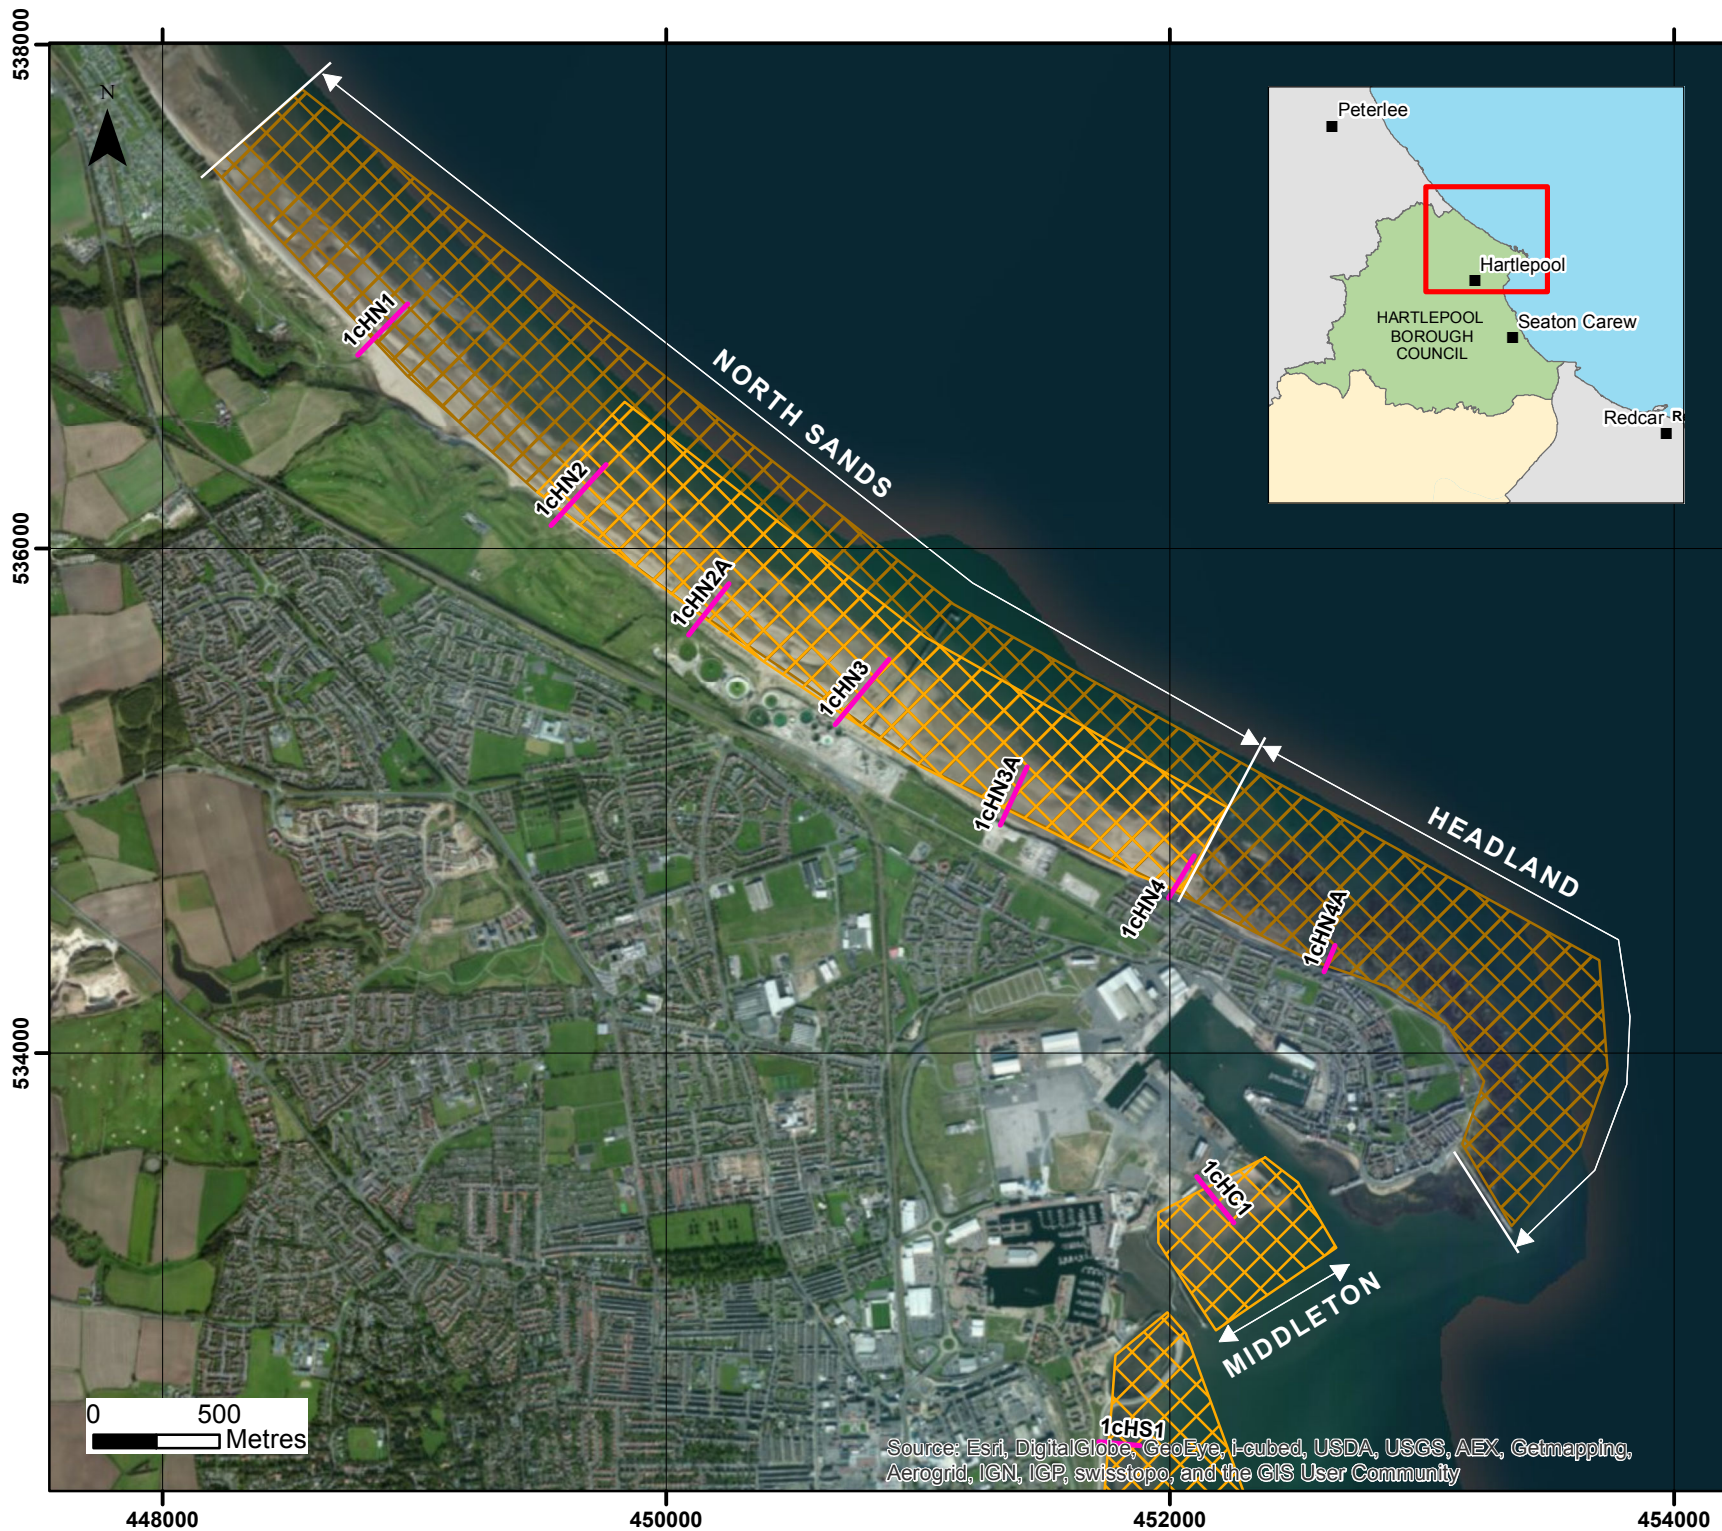 538000
536000
534000
448000
450000
452000
454000
N
Peterlee
Hartlepool
HARTLEPOOL
BOROUGH
COUNCIL
Seaton Carew
Redcar
R
NORTH SANDS
HEADLAND
MIDDLETON
1cHN1
1cHN2
1cHN2A
1cHN3
1cHN3A
1cHN4
1cHN4A
1cHC1
1cHS1
0 500
Metres
Source: Esri, DigitalGlobe, GeoEye, i-cubed, USDA, USGS, AEX, Getmapping,
Aerogrid, IGN, IGP, swisstopo, and the GIS User Community